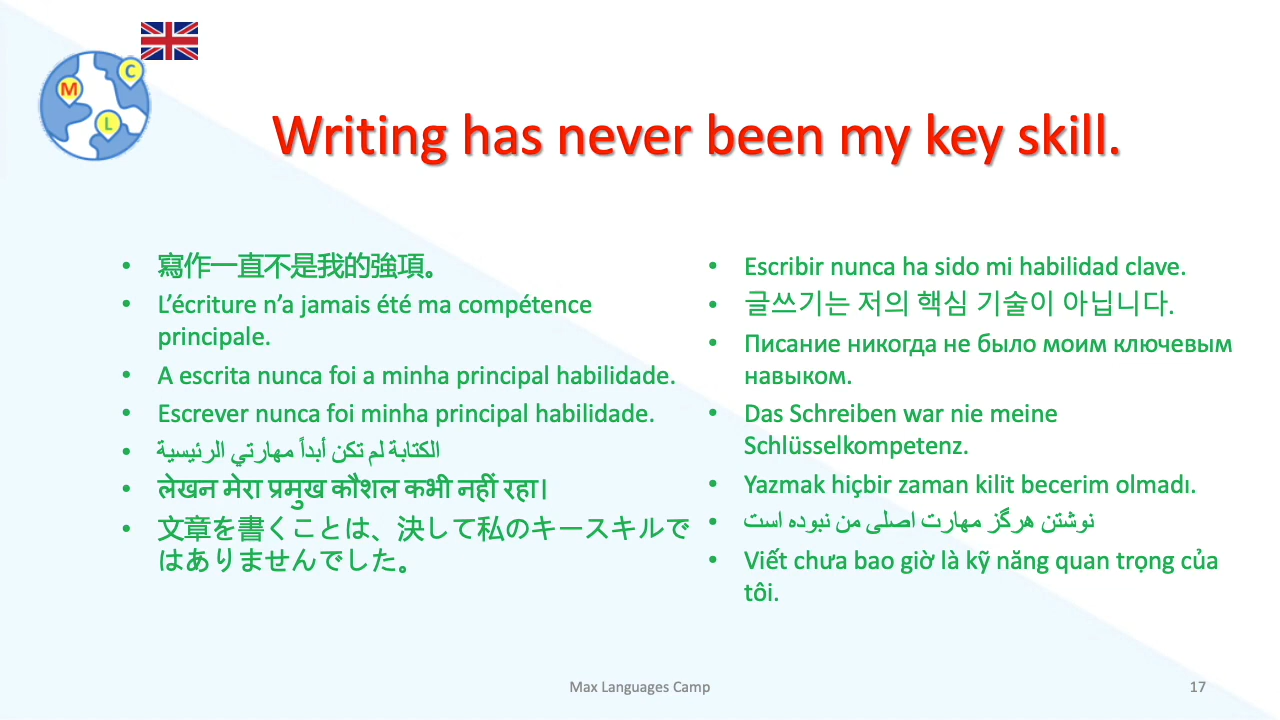 M
C
L
Writing has never been my key skill.
• 寫作一直不是我的強項。
• L’écriture n’a jamais été ma compétence
principale.
• A escrita nunca foi a minha principal habilidade.
• Escrever nunca foi minha principal habilidade.
• الكتابة لم تكن أبداً مهارتي الرئيسية
• लेखन मेरा प्रमुख कौशल कभी नहीं रहा।
• 文章を書くことは、決して私のキースキルで
はありませんでした。
• Escribir nunca ha sido mi habilidad clave.
• 글쓰기는 저의 핵심 기술이 아닙니다.
• Писание никогда не было моим ключевым
навыком.
• Das Schreiben war nie meine
Schlüsselkompetenz.
• Yazmak hiçbir zaman kilit becerim olmadı.
• نوشتن هرگز مهارت اصلی من نبوده است
• Viết chưa bao giờ là kỹ năng quan trọng của
tôi.
Max Languages Camp
17